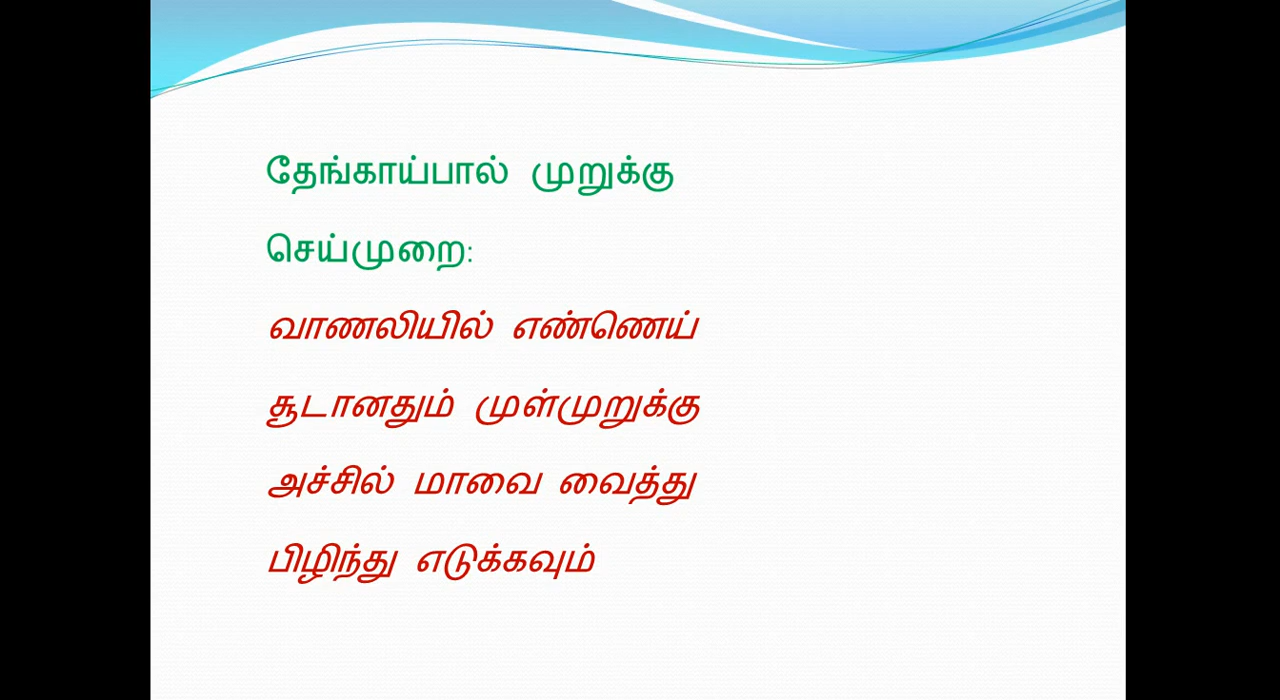 தேங்காய்பால் முறுக்கு
செய்முறை:
வாணலியில் எண்ணெய்
சூடானதும் முள்முறுக்கு
அச்சில் மாவை வைத்து
பிழிந்து எடுக்கவும்